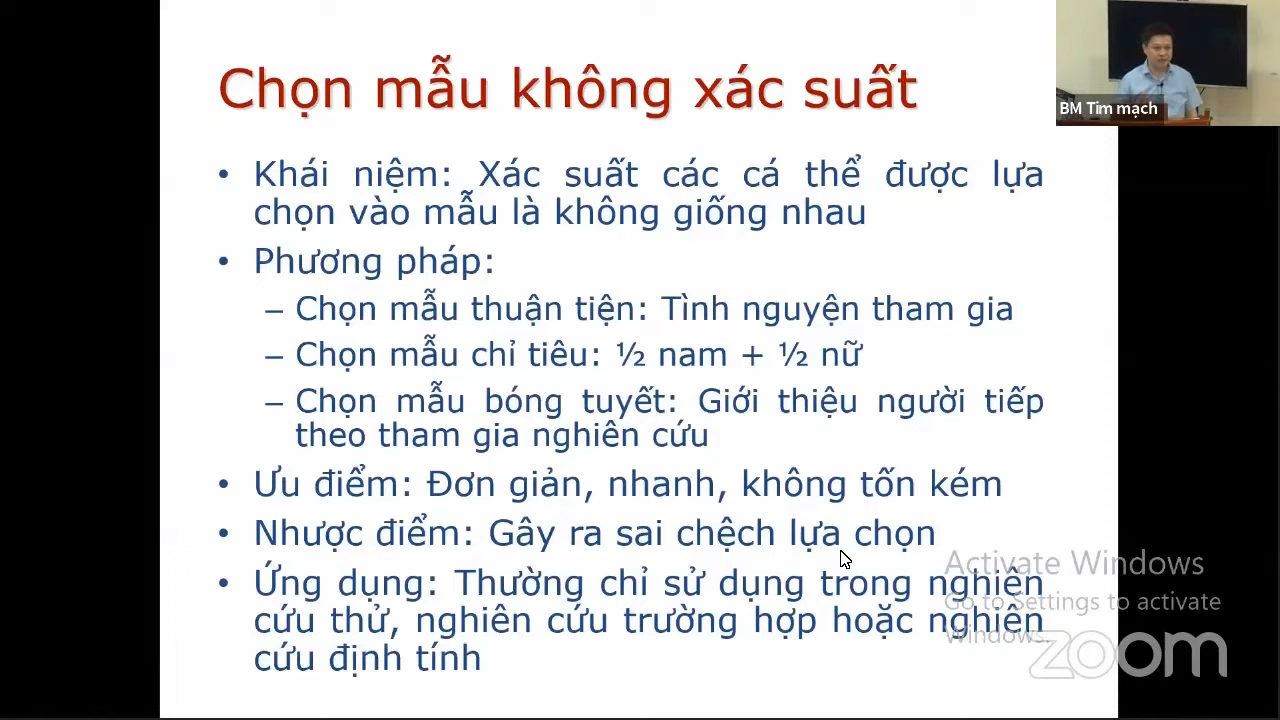 Chọn mẫu không xác suất
BM Tim mạch
• Khái niệm: Xác suất các cá thể được lựa
chọn vào mẫu là không giống nhau
• Phương pháp:
– Chọn mẫu thuận tiện: Tình nguyện tham gia
– Chọn mẫu chỉ tiêu: ½ nam + ½ nữ
– Chọn mẫu bóng tuyết: Giới thiệu người tiếp
theo tham gia nghiên cứu
• Ưu điểm: Đơn giản, nhanh, không tốn kém
• Nhược điểm: Gây ra sai chệch lựa chọn
• Ứng dụng: Thường chỉ sử dụng trong nghiên
cứu thử, nghiên cứu trường hợp hoặc nghiên
cứu định tính
Activate Windows
Go to Settings to activate
Windows.
zoom